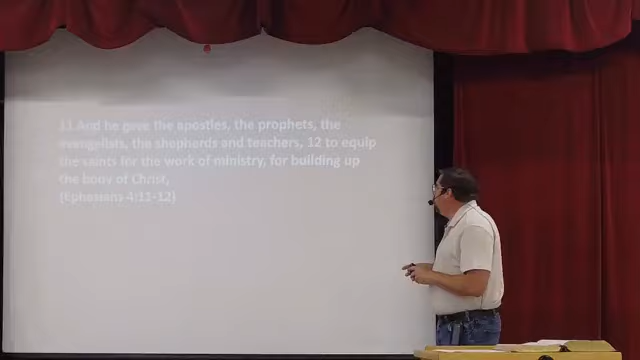 11 And he gave the apostles, the prophets, the
evangelists, the shepherds and teachers, 12 to equip
the saints for the work of ministry, for building up
the body of Christ,
(Ephesians 4:11-12)